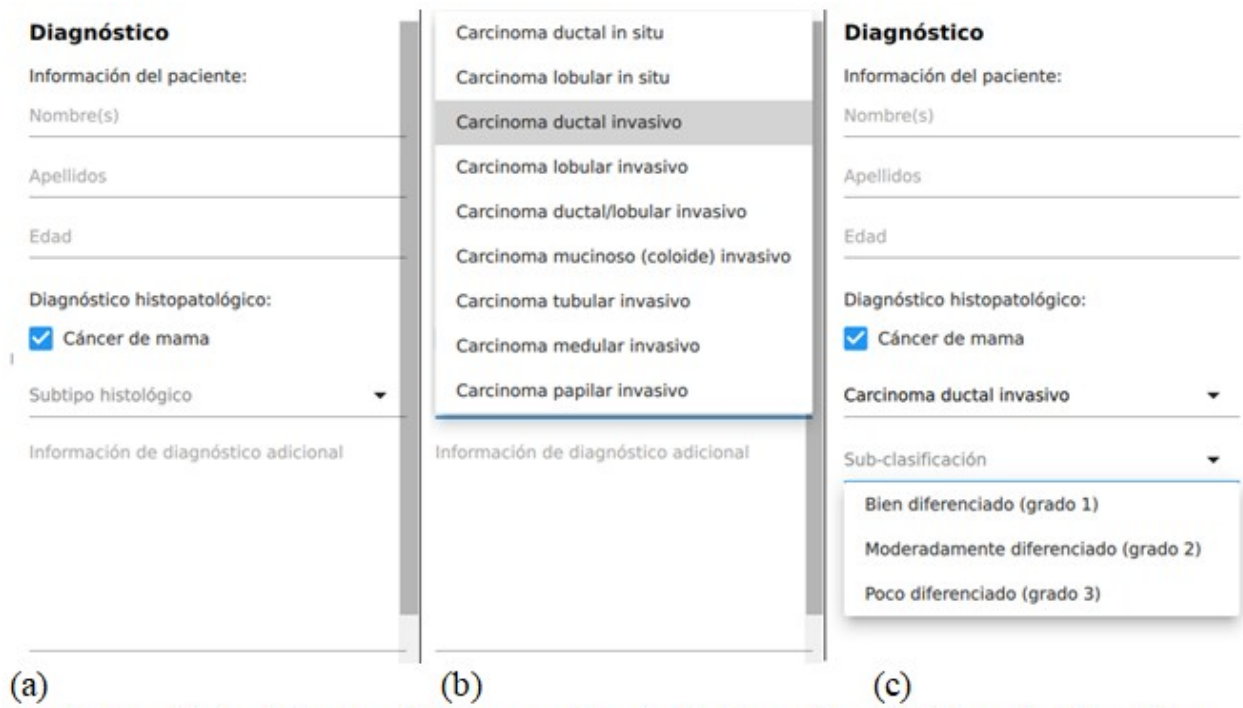 Diagnóstico
Información del paciente:
Nombre(s)
Apellidos
Edad
Diagnóstico histopatológico:
Cáncer de mama
Subtipo histológico
Información de diagnóstico adicional
(a)
Carcinoma ductal in situ
Carcinoma lobular in situ
Carcinoma ductal invasivo
Carcinoma lobular invasivo
Carcinoma ductal/lobular invasivo
Carcinoma mucinoso (coloide) invasivo
Carcinoma tubular invasivo
Carcinoma medular invasivo
Carcinoma papilar invasivo
Información de diagnóstico adicional
(b)
Diagnóstico
Información del paciente:
Nombre(s)
Apellidos
Edad
Diagnóstico histopatológico:
Cáncer de mama
Carcinoma ductal invasivo
Sub-clasificación
Bien diferenciado (grado 1)
Moderadamente diferenciado (grado 2)
Poco diferenciado (grado 3)
(c)